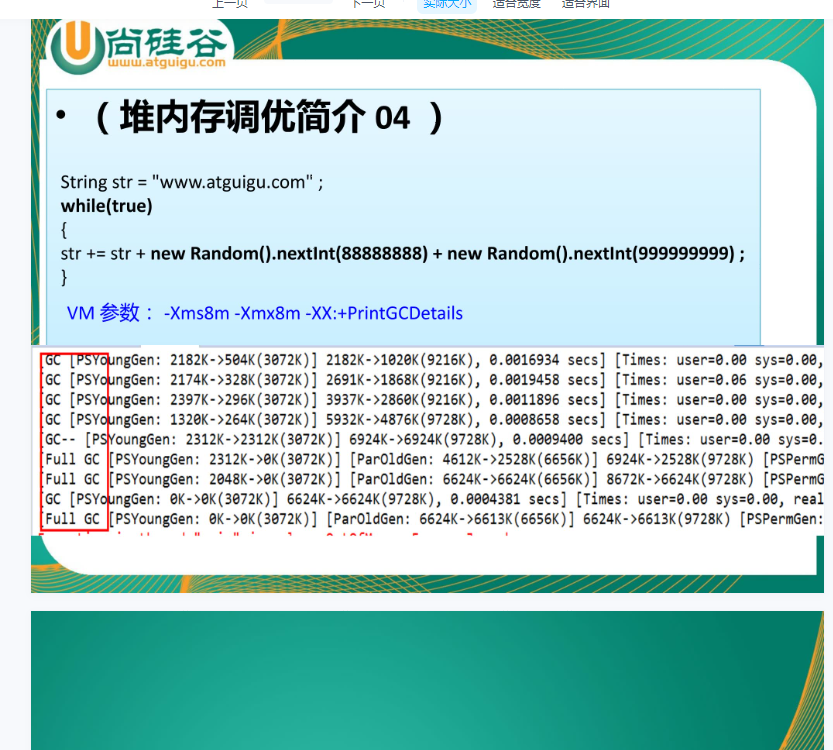 上一页 下一页 实际大小 适合宽度 适合界面
尚硅谷
www.atguigu.com
• （堆内存调优简介 04 ）
String str = "www.atguigu.com" ;
while(true)
{
str += str + new Random().nextInt(88888888) + new Random().nextInt(999999999) ;
}
VM 参数： -Xms8m -Xmx8m -XX:+PrintGCDetails
[GC [PSYoungGen: 2182K->504K(3072K)] 2182K->1020K(9216K), 0.0016934 secs] [Times: user=0.00 sys=0.00,
[GC [PSYoungGen: 2174K->328K(3072K)] 2691K->1868K(9216K), 0.0019458 secs] [Times: user=0.06 sys=0.00,
[GC [PSYoungGen: 2397K->296K(3072K)] 3937K->2860K(9216K), 0.0011896 secs] [Times: user=0.00 sys=0.00,
[GC [PSYoungGen: 1320K->264K(3072K)] 5932K->4876K(9728K), 0.0008658 secs] [Times: user=0.00 sys=0.00,
[GC-- [PSYoungGen: 2312K->2312K(3072K)] 6924K->6924K(9728K), 0.0009400 secs] [Times: user=0.00 sys=0.
[Full GC [PSYoungGen: 2312K->0K(3072K)] [ParOldGen: 4612K->2528K(6656K)] 6924K->2528K(9728K) [PSPermG
[Full GC [PSYoungGen: 2048K->0K(3072K)] [ParOldGen: 6624K->6624K(6656K)] 8672K->6624K(9728K) [PSPermG
[GC [PSYoungGen: 0K->0K(3072K)] 6624K->6624K(9728K), 0.0004381 secs] [Times: user=0.00 sys=0.00, real
[Full GC [PSYoungGen: 0K->0K(3072K)] [ParOldGen: 6624K->6613K(6656K)] 6624K->6613K(9728K) [PSPermGen: